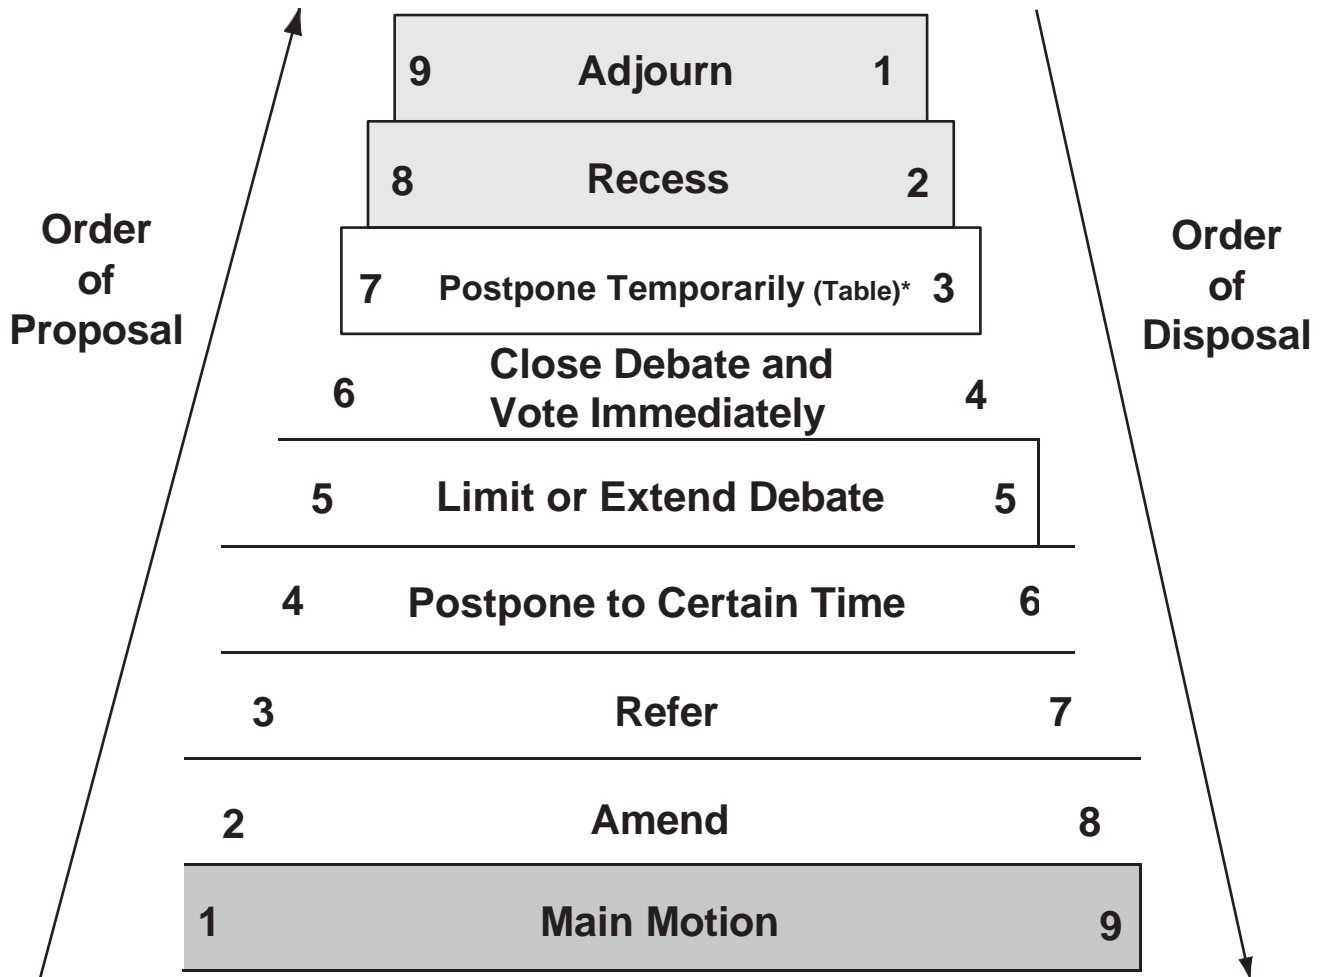 9 Adjourn 1
8 Recess 2
Order
of
Proposal
7 Postpone Temporarily (Table)* 3
Order
of
Disposal
6 Close Debate and
Vote Immediately 4
5 Limit or Extend Debate 5
4 Postpone to Certain Time 6
3 Refer 7
2 Amend 8
1 Main Motion 9